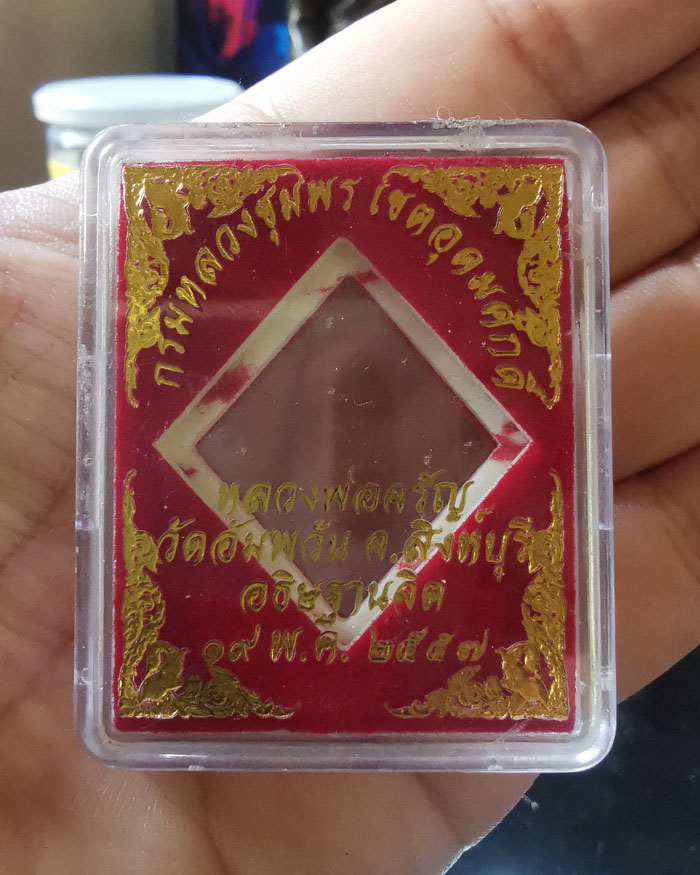 กรมหลวงชุมพร เขตอุดมศักดิ์
หลวงพ่อจรัญ
วัดอัมพวัน จ.สิงห์บุรี
อธิษฐานจิต
๑๙ พ.ค. ๒๕๕๗